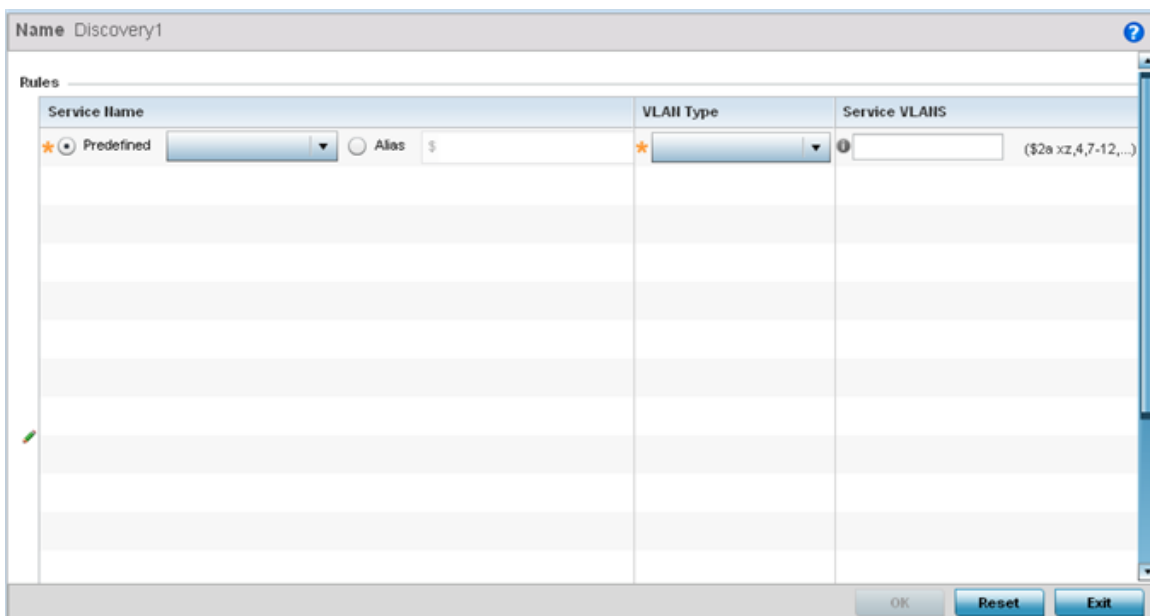 Name Discovery1
?
Rules
Service Name VLAN Type Service VLANS
Predefined Alias $ ($2a xz,4,7-12,...)
OK Reset Exit